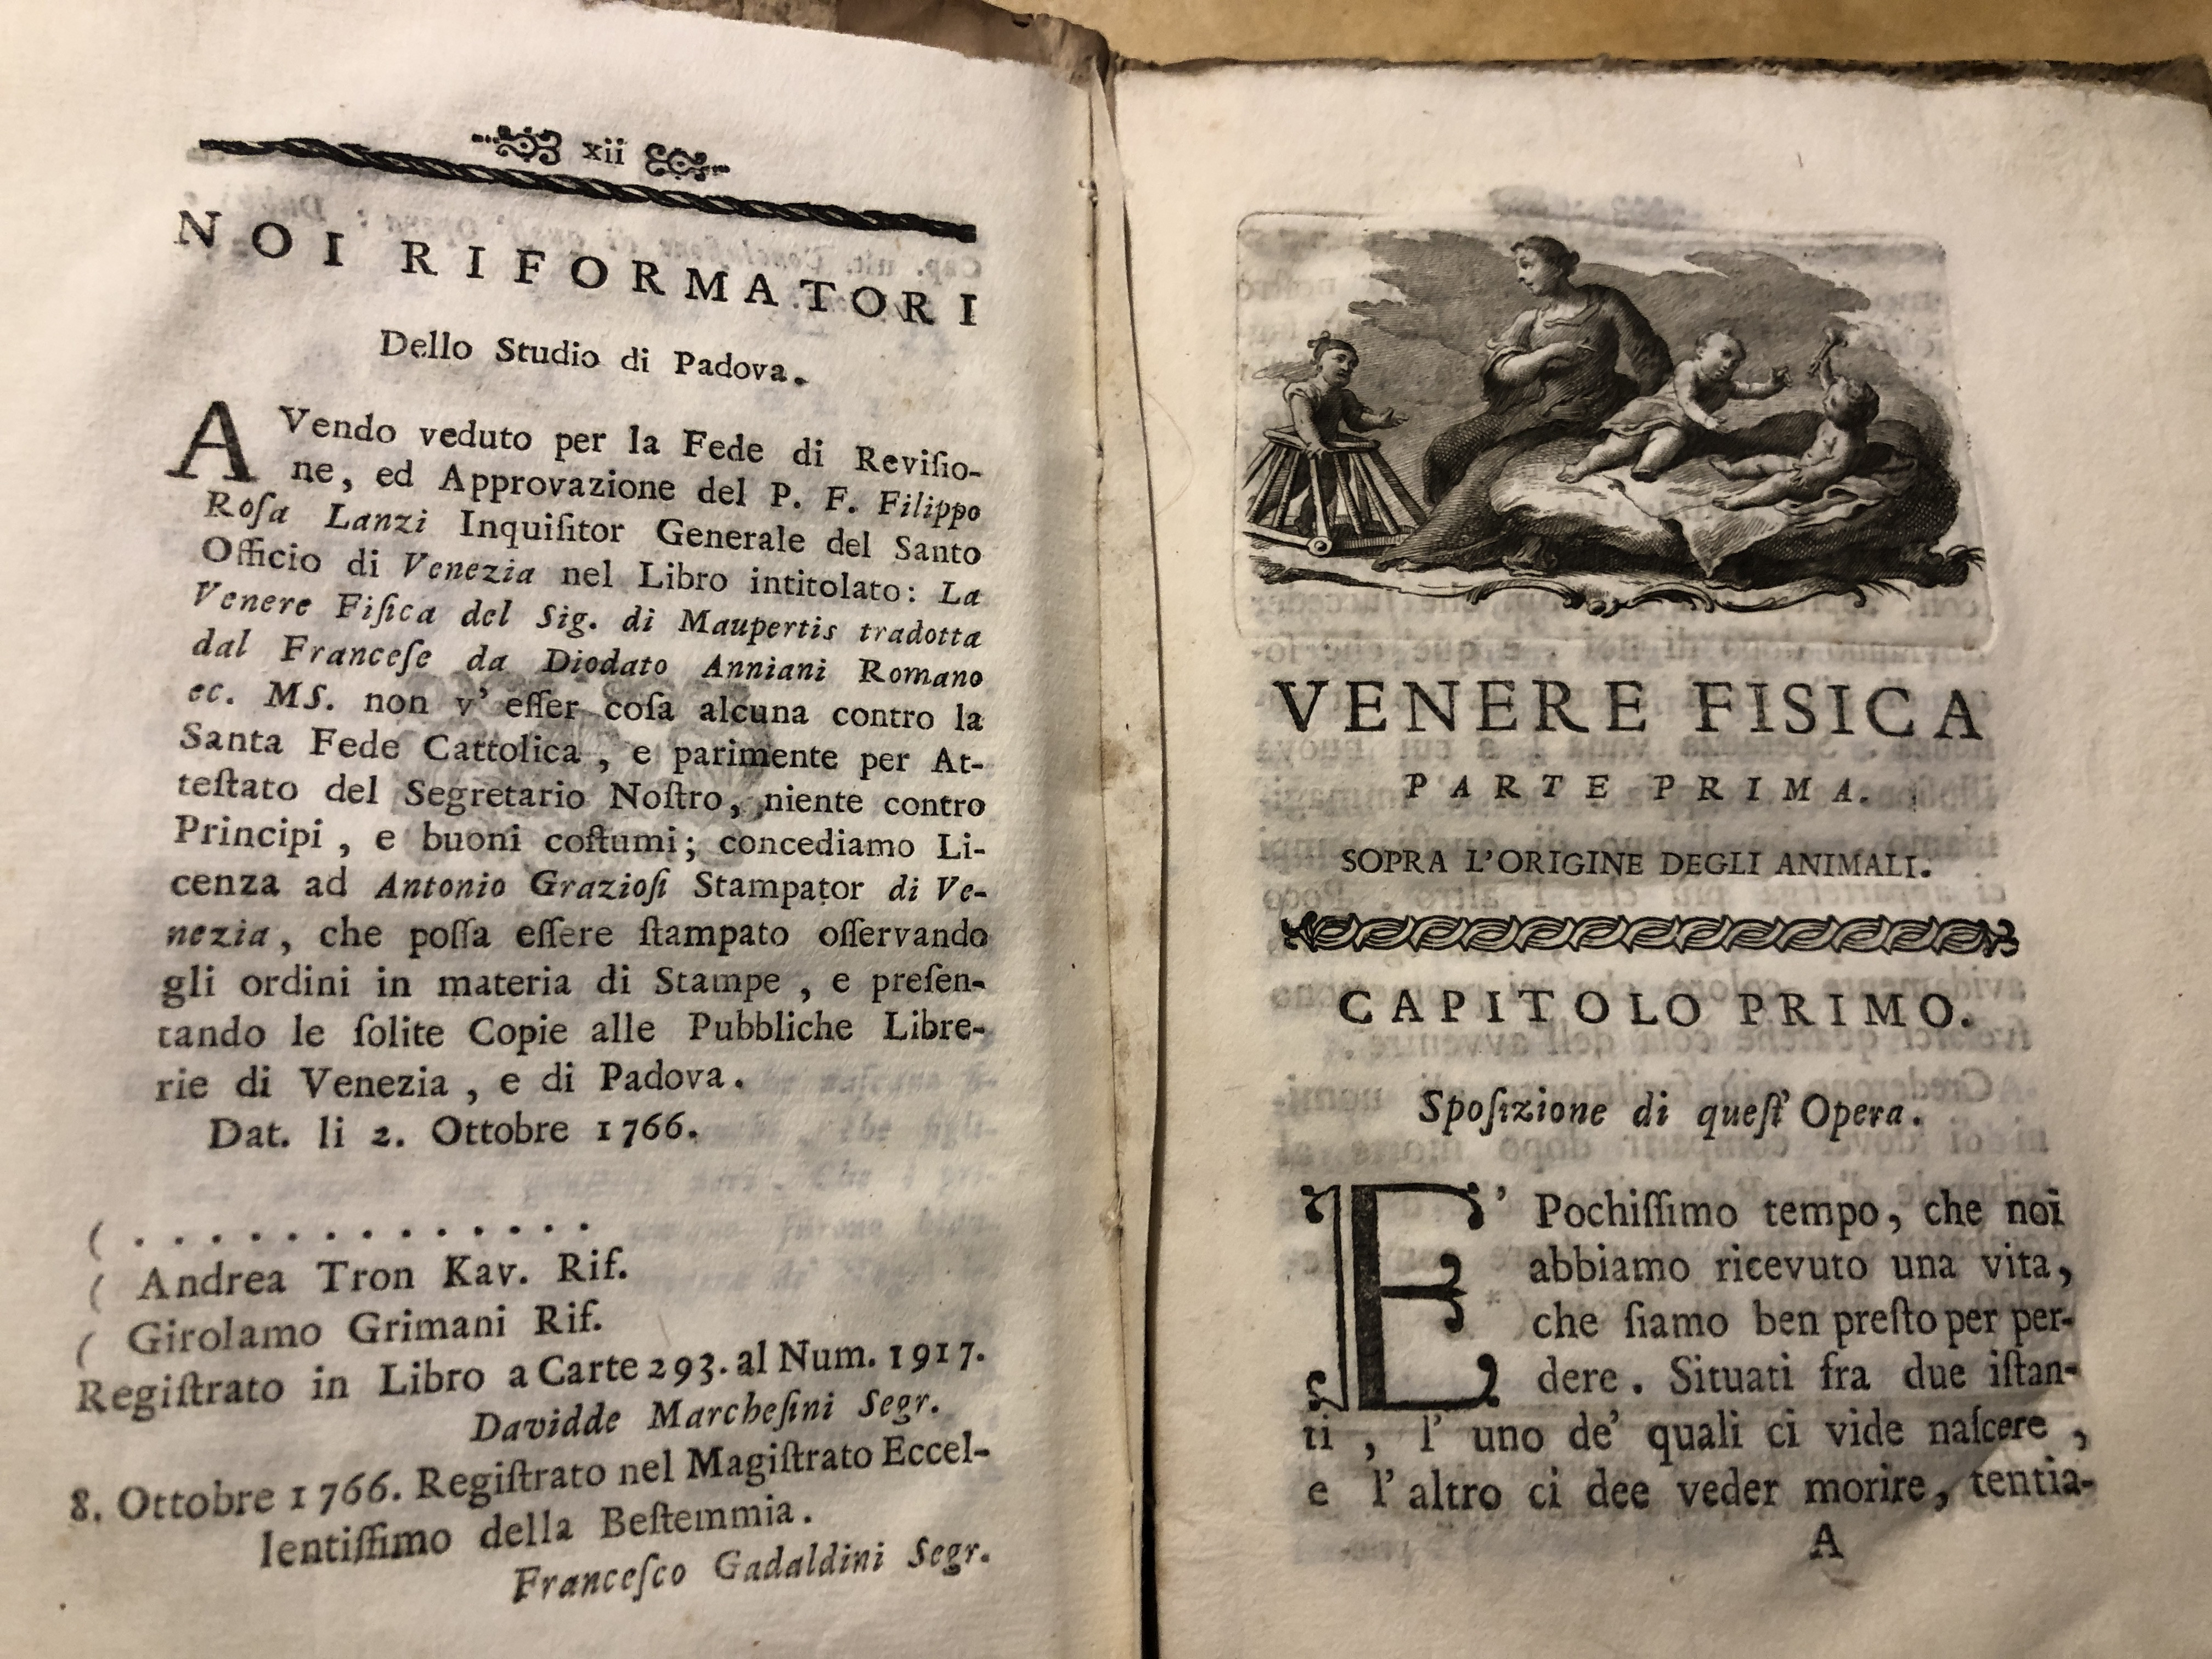 xii
NOI RIFORMATORI
Dello Studio di Padova.
AVendo veduto per la Fede di Reviſio-
ne, ed Approvazione del P. F. Filippo
Roſa Lanzi Inquiſitor Generale del Santo
Officio di Venezia nel Libro intitolato: La
Venere Fiſica del Sig. di Maupertis tradotta
dal Franceſe da Diodato Anniani Romano
ec. MS. non v' eſſer coſa alcuna contro la
Santa Fede Cattolica, e parimente per At-
teſtato del Segretario Noſtro, niente contro
Principi, e buoni coſtumi; concediamo Li-
cenza ad Antonio Grazioſi Stampator di Ve-
nezia, che poſſa eſſere ſtampato oſſervando
gli ordini in materia di Stampe, e preſen-
tando le ſolite Copie alle Pubbliche Libre-
rie di Venezia, e di Padova.
Dat. li 2. Ottobre 1766.
( . . . . . . . . . . . . .
( Andrea Tron Kav. Rif.
( Girolamo Grimani Rif.
Regiſtrato in Libro a Carte 293. al Num. 1917.
Davidde Marcheſini Segr.
8. Ottobre 1766. Regiſtrato nel Magiſtrato Eccel-
lentiſſimo della Beſtemmia.
Franceſco Gadaldini Segr.
VENERE FISICA
PARTE PRIMA.
SOPRA L'ORIGINE DEGLI ANIMALI.
CAPITOLO PRIMO.
Spoſizione di queſt' Opera.
E' Pochiſſimo tempo, che noi
abbiamo ricevuto una vita,
che ſiamo ben preſto per per-
dere. Situati fra due iſtan-
ti, l' uno de' quali ci vide naſcere,
e l' altro ci dee veder morire, tentia-
A